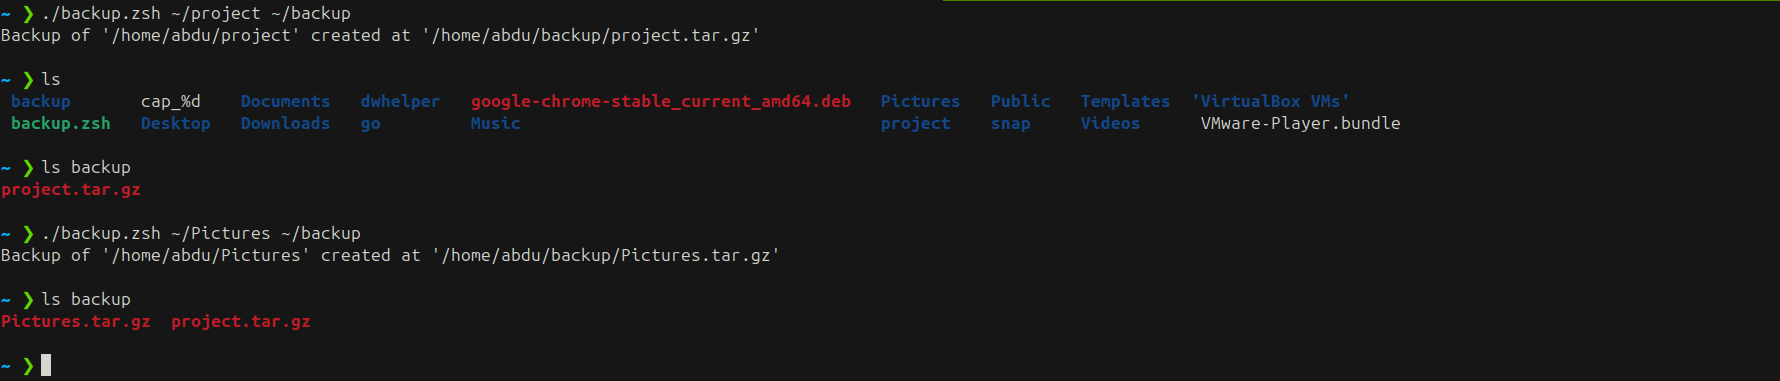 ~ ❯ ./backup.zsh ~/project ~/backup
Backup of '/home/abdu/project' created at '/home/abdu/backup/project.tar.gz'
~ ❯ ls
backup cap_%d Documents dwhelper google-chrome-stable_current_amd64.deb Pictures Public Templates 'VirtualBox VMs'
backup.zsh Desktop Downloads go Music project snap Videos VMware-Player.bundle
~ ❯ ls backup
project.tar.gz
~ ❯ ./backup.zsh ~/Pictures ~/backup
Backup of '/home/abdu/Pictures' created at '/home/abdu/backup/Pictures.tar.gz'
~ ❯ ls backup
Pictures.tar.gz project.tar.gz
~ ❯